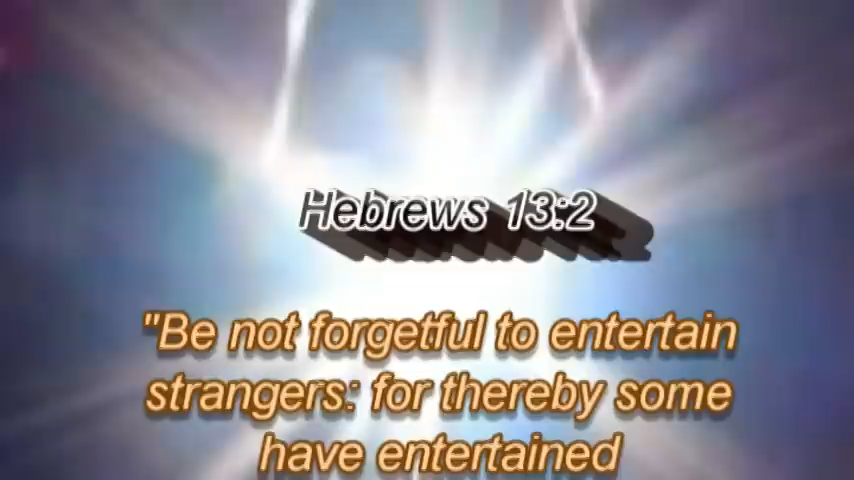 Hebrews 13:2
"Be not forgetful to entertain
strangers: for thereby some
have entertained